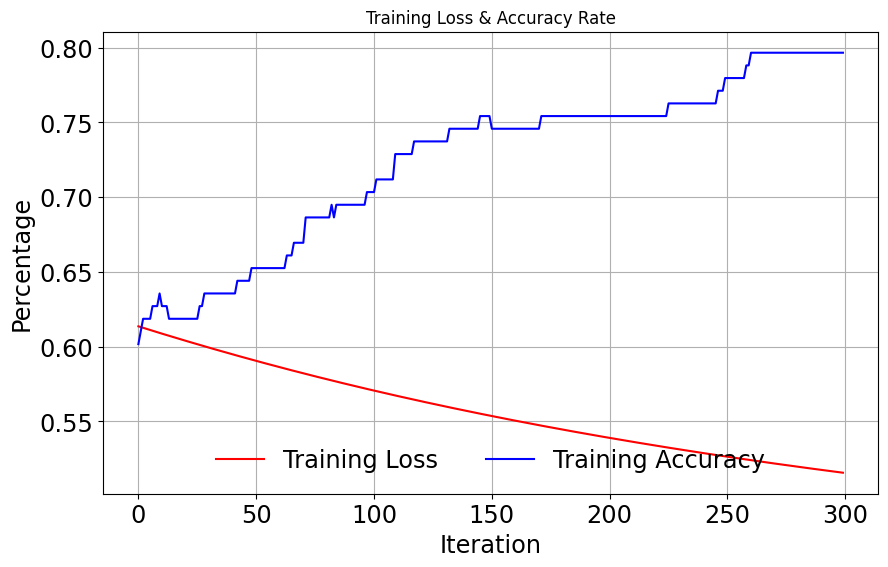 Training Loss & Accuracy Rate
0.80
0.75
0.70
0.65
0.60
0.55
Percentage
Training Loss Training Accuracy
0 50 100 150 200 250 300
Iteration